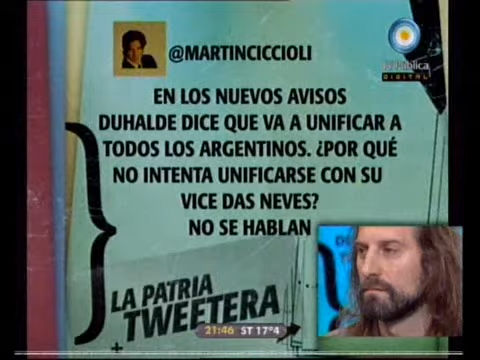 @MARTINCICCIOLI
EN LOS NUEVOS AVISOS
DUHALDE DICE QUE VA A UNIFICAR A
TODOS LOS ARGENTINOS. ¿POR QUÉ
NO INTENTA UNIFICARSE CON SU
VICE DAS NEVES?
NO SE HABLAN
LA PATRIA
TWEETERA
21:46 ST 17°4
DIGITAL